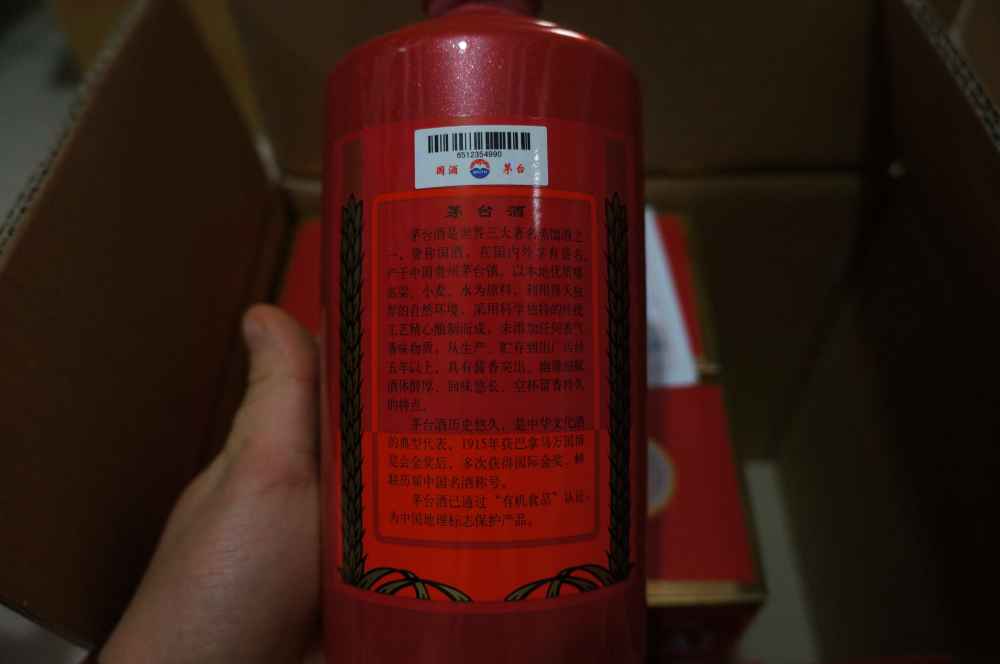 6512354990
国酒 茅台
茅台酒
茅台酒是世界三大著名蒸馏酒之
一，誉称国酒，在国内外享有盛名。
产于中国贵州茅台镇，以本地优质糯
高粱、小麦、水为原料，利用得天独
厚的自然环境，采用科学独特的传统
工艺精心酿制而成，未添加任何香气、
香味物质。从生产、贮存到出厂历经
五年以上，具有酱香突出、幽雅细腻、
酒体醇厚、回味悠长、空杯留香持久
的特点。
茅台酒历史悠久，是中华文化酒
的典型代表，1915年获巴拿马万国博
览会金奖后，多次获得国际金奖，蝉
联历届中国名酒称号。
茅台酒已通过“有机食品”认证，
为中国地理标志保护产品。